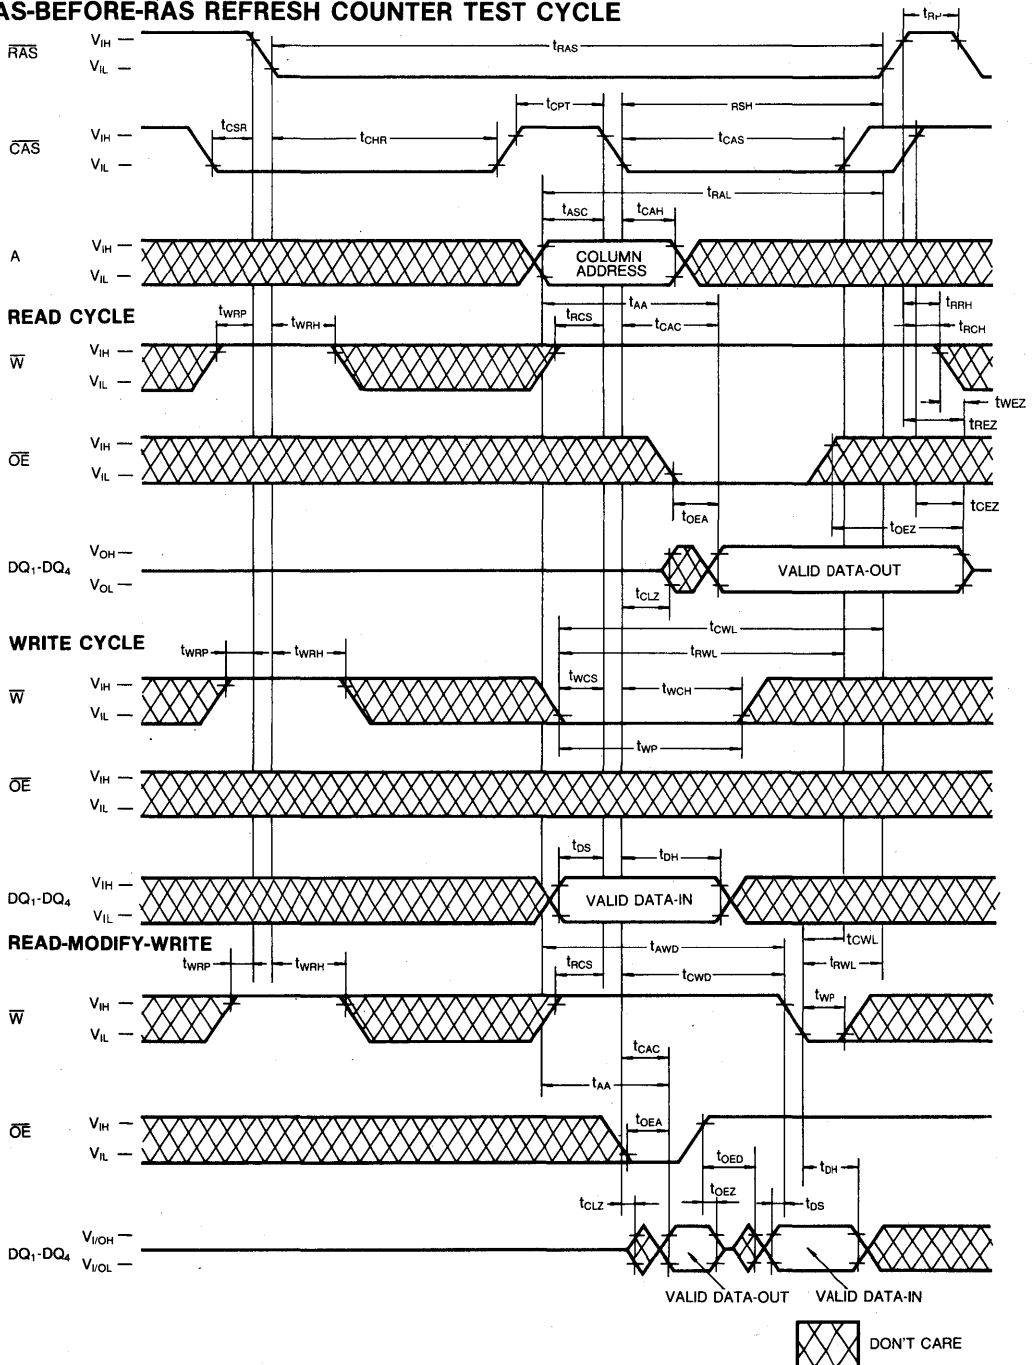 AS-BEFORE-RAS REFRESH COUNTER TEST CYCLE
tRP
RAS
VIH
VIL
tRAS
tCPT
RSH
tCSR
tCHR
tCAS
CAS
VIH
VIL
tRAL
tASC
tCAH
A
VIH
VIL
COLUMN
ADDRESS
READ CYCLE
tAA
tRRH
tWRP
tWRH
tRCS
tCAC
tRCH
W
VIH
VIL
tWEZ
tREZ
OE
VIH
VIL
tCEZ
tOEA
tOEZ
DQ1-DQ4
VOH
VOL
VALID DATA-OUT
tCLZ
WRITE CYCLE
tCWL
tWRP
tWRH
tRWL
W
VIH
VIL
tWCS
tWCH
tWP
OE
VIH
VIL
tDS
tDH
DQ1-DQ4
VIH
VIL
VALID DATA-IN
READ-MODIFY-WRITE
tAWD
tCWL
tWRP
tWRH
tRCS
tCWD
tRWL
W
VIH
VIL
tWP
tCAC
tAA
OE
VIH
VIL
tOEA
tOED
tDH
tCLZ
tOEZ
tDS
DQ1-DQ4
VI/OH
VI/OL
VALID DATA-OUT
VALID DATA-IN
DON'T CARE